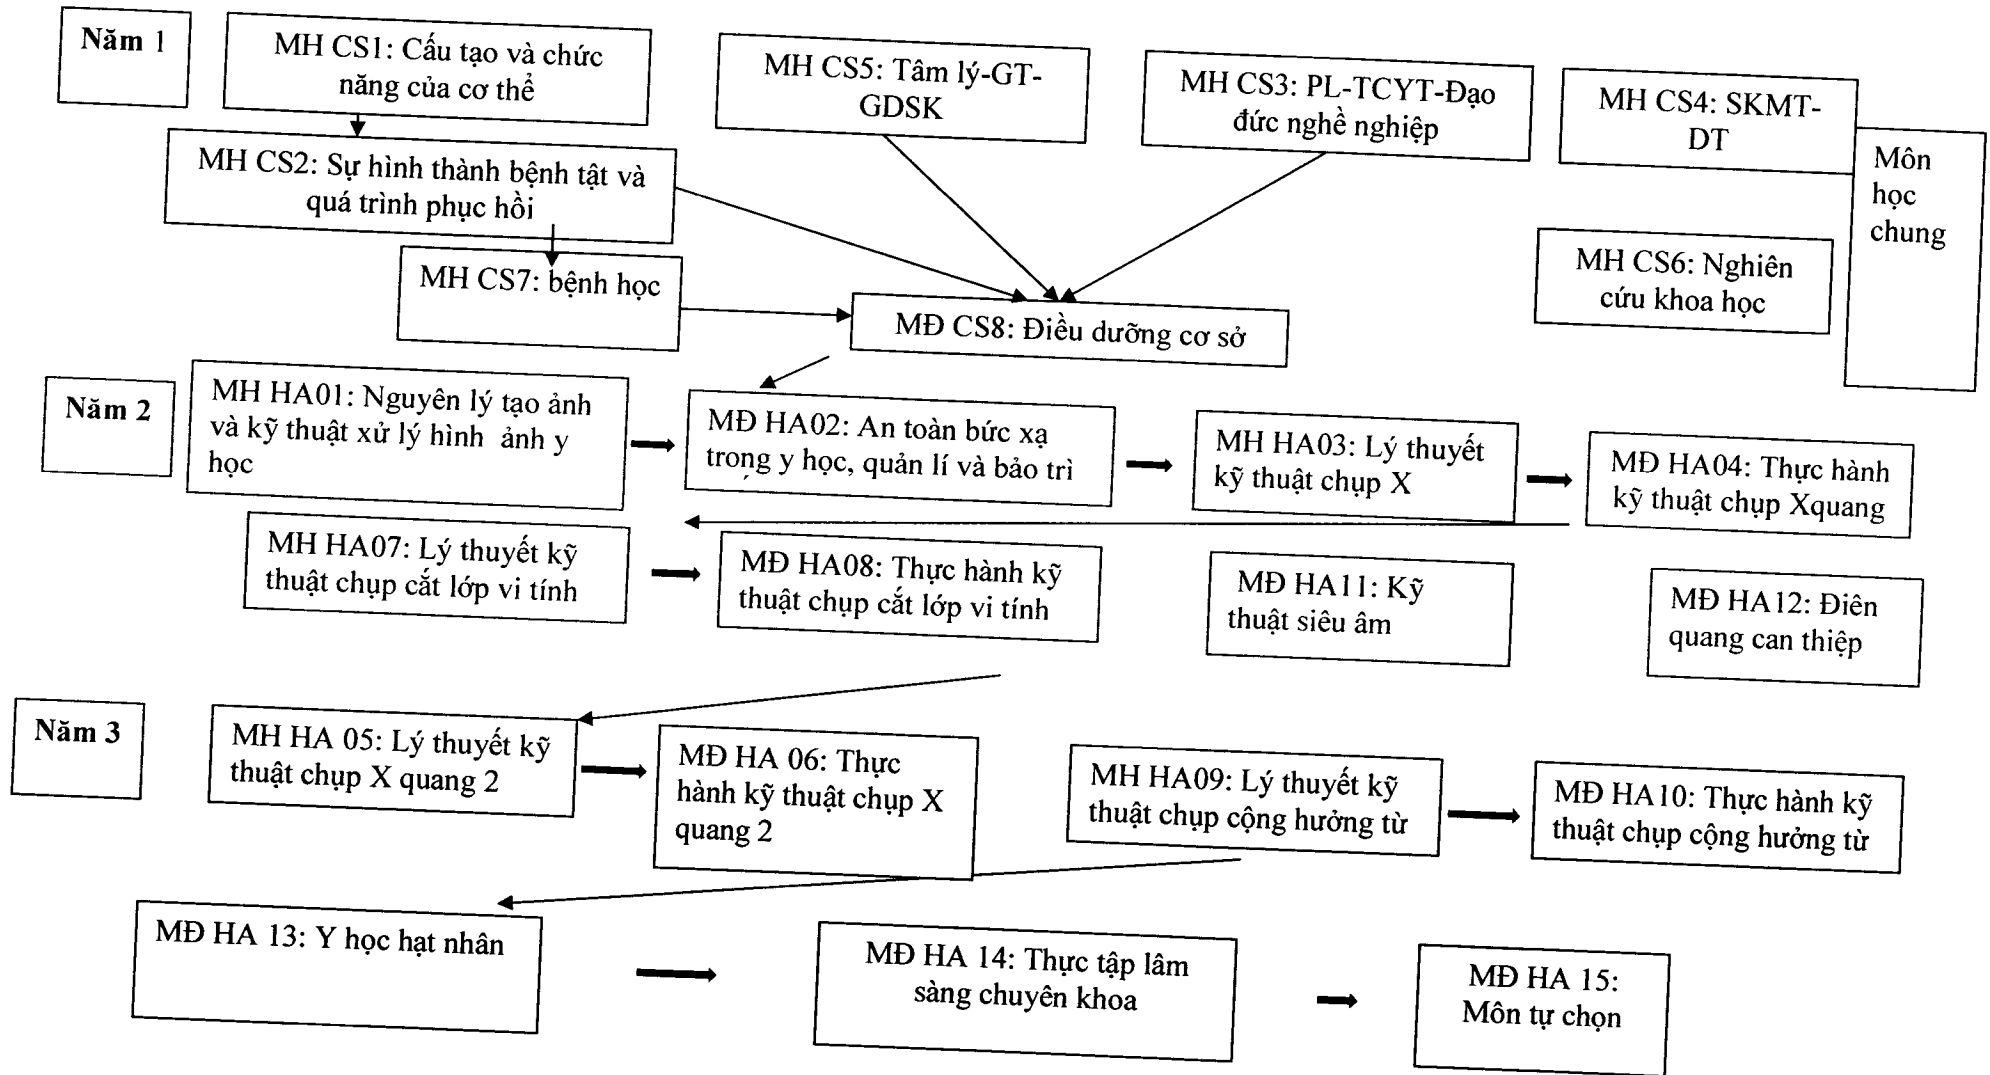 Năm 1
MH CS1: Cấu tạo và chức
năng của cơ thể
MH CS5: Tâm lý-GT-
GDSK
MH CS3: PL-TCYT-Đạo
đức nghề nghiệp
MH CS4: SKMT-
DT
Môn
học
chung
MH CS2: Sự hình thành bệnh tật và
quá trình phục hồi
MH CS7: bệnh học
MĐ CS8: Điều dưỡng cơ sở
MH CS6: Nghiên
cứu khoa học
Năm 2
MH HA01: Nguyên lý tạo ảnh
và kỹ thuật xử lý hình ảnh y
học
MĐ HA02: An toàn bức xạ
trong y học, quản lí và bảo trì
MH HA03: Lý thuyết
kỹ thuật chụp X
MĐ HA04: Thực hành
kỹ thuật chụp Xquang
MH HA07: Lý thuyết kỹ
thuật chụp cắt lớp vi tính
MĐ HA08: Thực hành kỹ
thuật chụp cắt lớp vi tính
MĐ HA11: Kỹ
thuật siêu âm
MĐ HA12: Điên
quang can thiệp
Năm 3
MH HA 05: Lý thuyết kỹ
thuật chụp X quang 2
MĐ HA 06: Thực
hành kỹ thuật chụp X
quang 2
MH HA09: Lý thuyết kỹ
thuật chụp cộng hưởng từ
MĐ HA10: Thực hành kỹ
thuật chụp cộng hưởng từ
MĐ HA 13: Y học hạt nhân
MĐ HA 14: Thực tập lâm
sàng chuyên khoa
MĐ HA 15:
Môn tự chọn